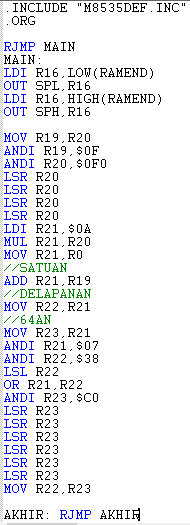 .INCLUDE "M8535DEF.INC"
.ORG
RJMP MAIN
MAIN:
LDI R16,LOW(RAMEND)
OUT SPL,R16
LDI R16,HIGH(RAMEND)
OUT SPH,R16
MOV R19,R20
ANDI R19,$0F
ANDI R20,$0F0
LSR R20
LSR R20
LSR R20
LSR R20
LDI R21,$0A
MUL R21,R20
MOV R21,R0
//SATUAN
ADD R21,R19
//DELAPANAN
MOV R22,R21
//64AN
MOV R23,R21
ANDI R21,$07
ANDI R22,$38
LSL R22
OR R21,R22
ANDI R23,$C0
LSR R23
LSR R23
LSR R23
LSR R23
LSR R23
LSR R23
MOV R22,R23
AKHIR: RJMP AKHIR